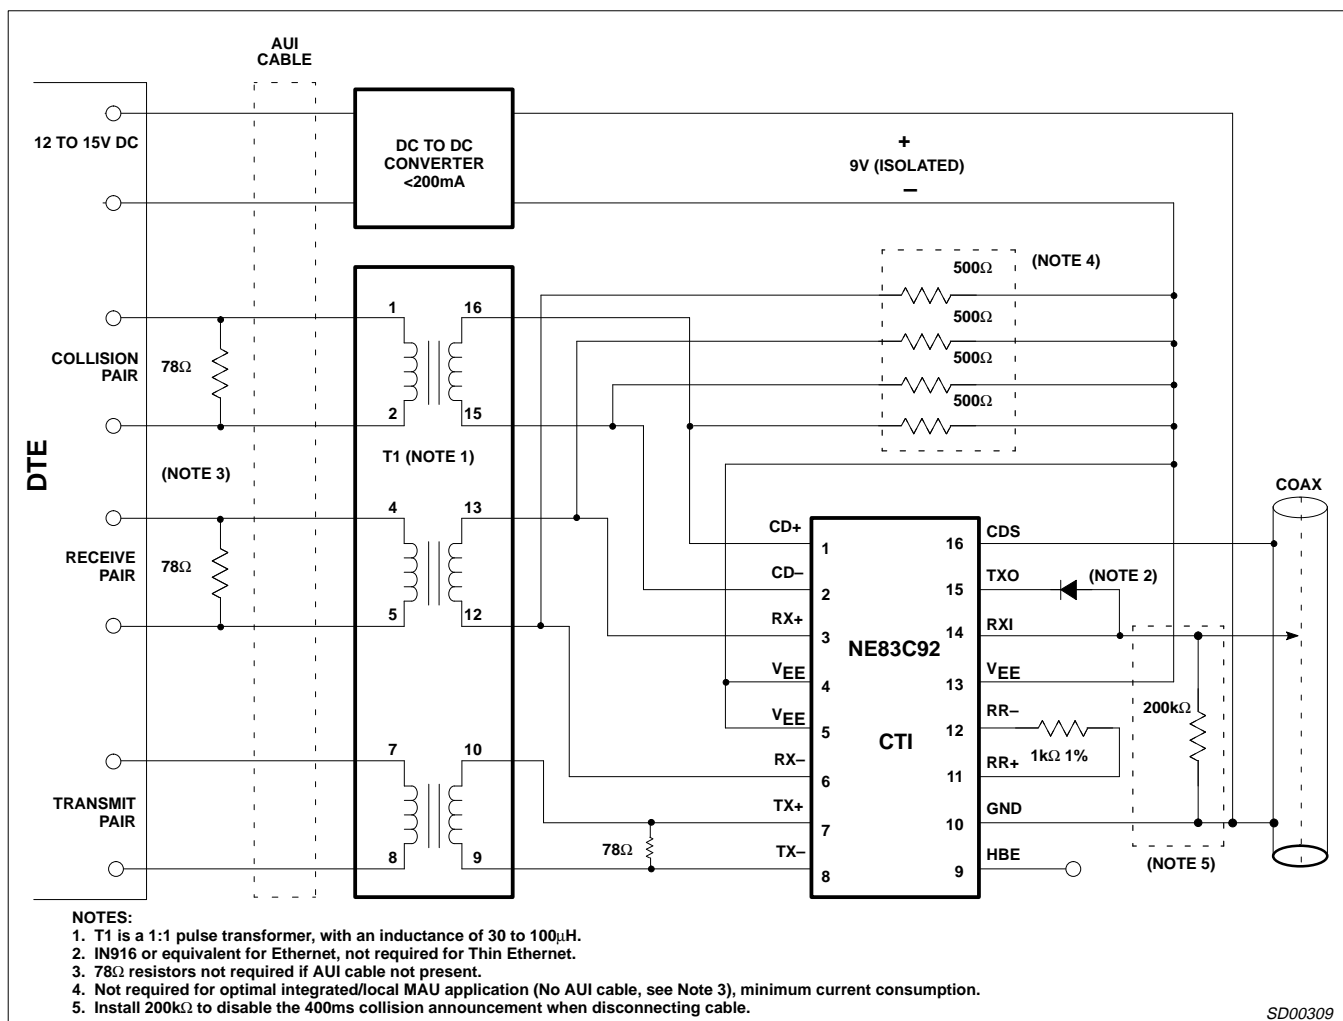 AUI
CABLE
12 TO 15V DC
DC TO DC
CONVERTER
<200mA
+
9V (ISOLATED)
–
500Ω
(NOTE 4)
500Ω
500Ω
500Ω
1
16
COLLISION
PAIR
78Ω
2
15
DTE
(NOTE 3)
T1 (NOTE 1)
4
13
RECEIVE
PAIR
78Ω
5
12
7
10
TRANSMIT
PAIR
8
9
78Ω
CD+
1
CD–
2
RX+
3
VEE
4
VEE
5
RX–
6
TX+
7
TX–
8
NE83C92
CTI
16
CDS
15
TXO
(NOTE 2)
14
RXI
13
VEE
12
RR–
1kΩ 1%
11
RR+
10
GND
9
HBE
200kΩ
(NOTE 5)
COAX
NOTES:
1. T1 is a 1:1 pulse transformer, with an inductance of 30 to 100µH.
2. IN916 or equivalent for Ethernet, not required for Thin Ethernet.
3. 78Ω resistors not required if AUI cable not present.
4. Not required for optimal integrated/local MAU application (No AUI cable, see Note 3), minimum current consumption.
5. Install 200kΩ to disable the 400ms collision announcement when disconnecting cable.
SD00309